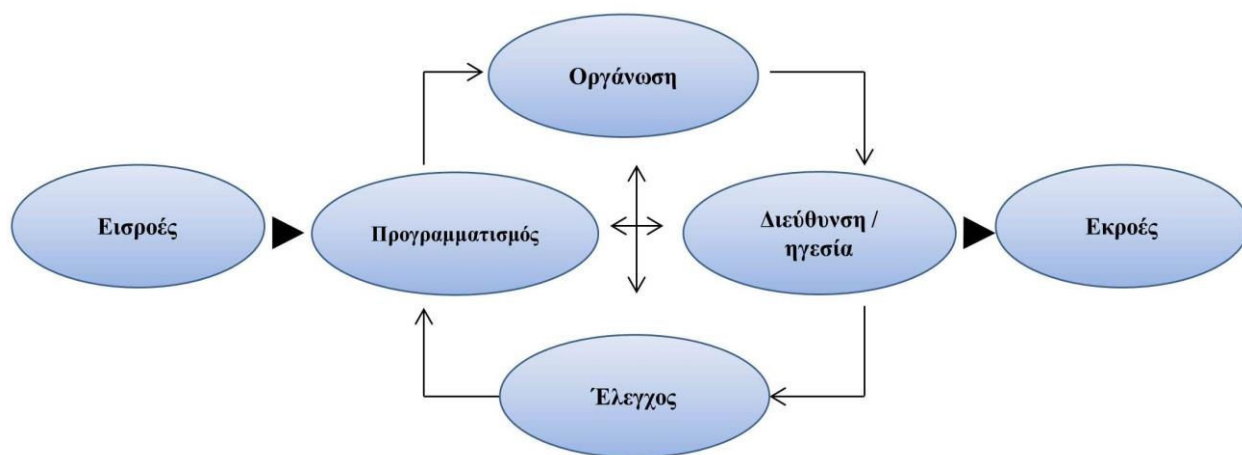 Οργάνωση
Εισροές
Προγραμματισμός
Διεύθυνση /
ηγεσία
Εκροές
Έλεγχος